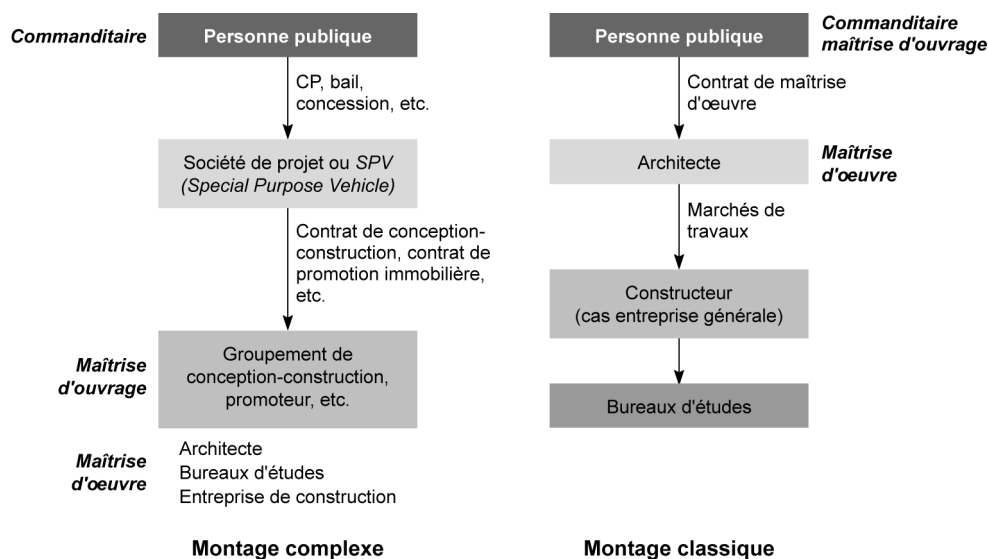 Commanditaire
Personne publique
CP, bail,
concession, etc.
Société de projet ou SPV
(Special Purpose Vehicle)
Contrat de conception-
construction, contrat de
promotion immobilière,
etc.
Maîtrise
d'ouvrage
Groupement de
conception-construction,
promoteur, etc.
Maîtrise
d'œuvre
Architecte
Bureaux d'études
Entreprise de construction
Montage complexe
Personne publique
Commanditaire
maîtrise d'ouvrage
Contrat de maîtrise
d'œuvre
Architecte
Maîtrise
d'œuvre
Marchés de
travaux
Constructeur
(cas entreprise générale)
Bureaux d'études
Montage classique